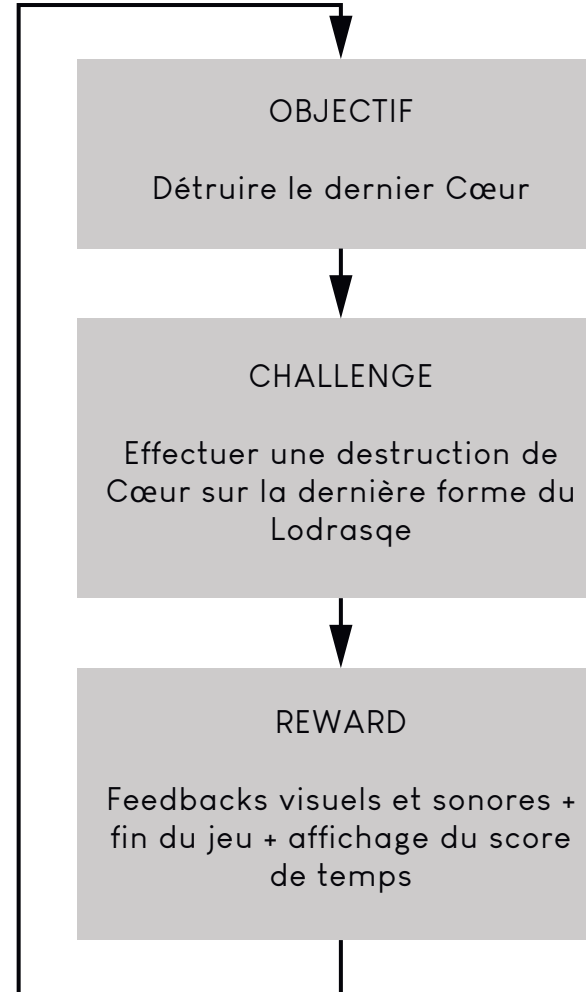 OBJECTIF
Détruire le dernier Cœur
CHALLENGE
Effectuer une destruction de
Cœur sur la dernière forme du
Lodrasqe
REWARD
Feedbacks visuels et sonores +
fin du jeu + affichage du score
de temps